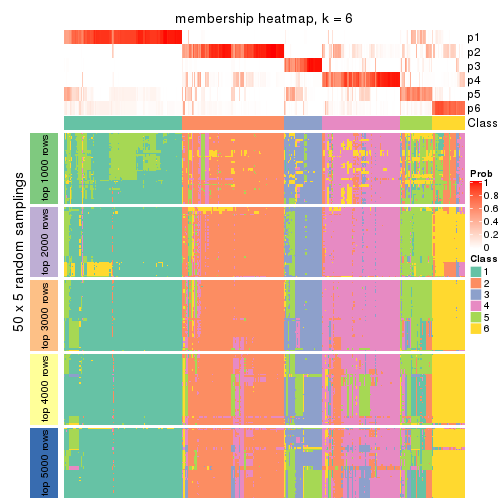 membership heatmap, k = 6
p1
p2
p3
p4
p5
p6
Class
50 x 5 random samplings
top 1000 rows
top 2000 rows
top 3000 rows
top 4000 rows
top 5000 rows
Prob
1
0.8
0.6
0.4
0.2
0
Class
1
2
3
4
5
6